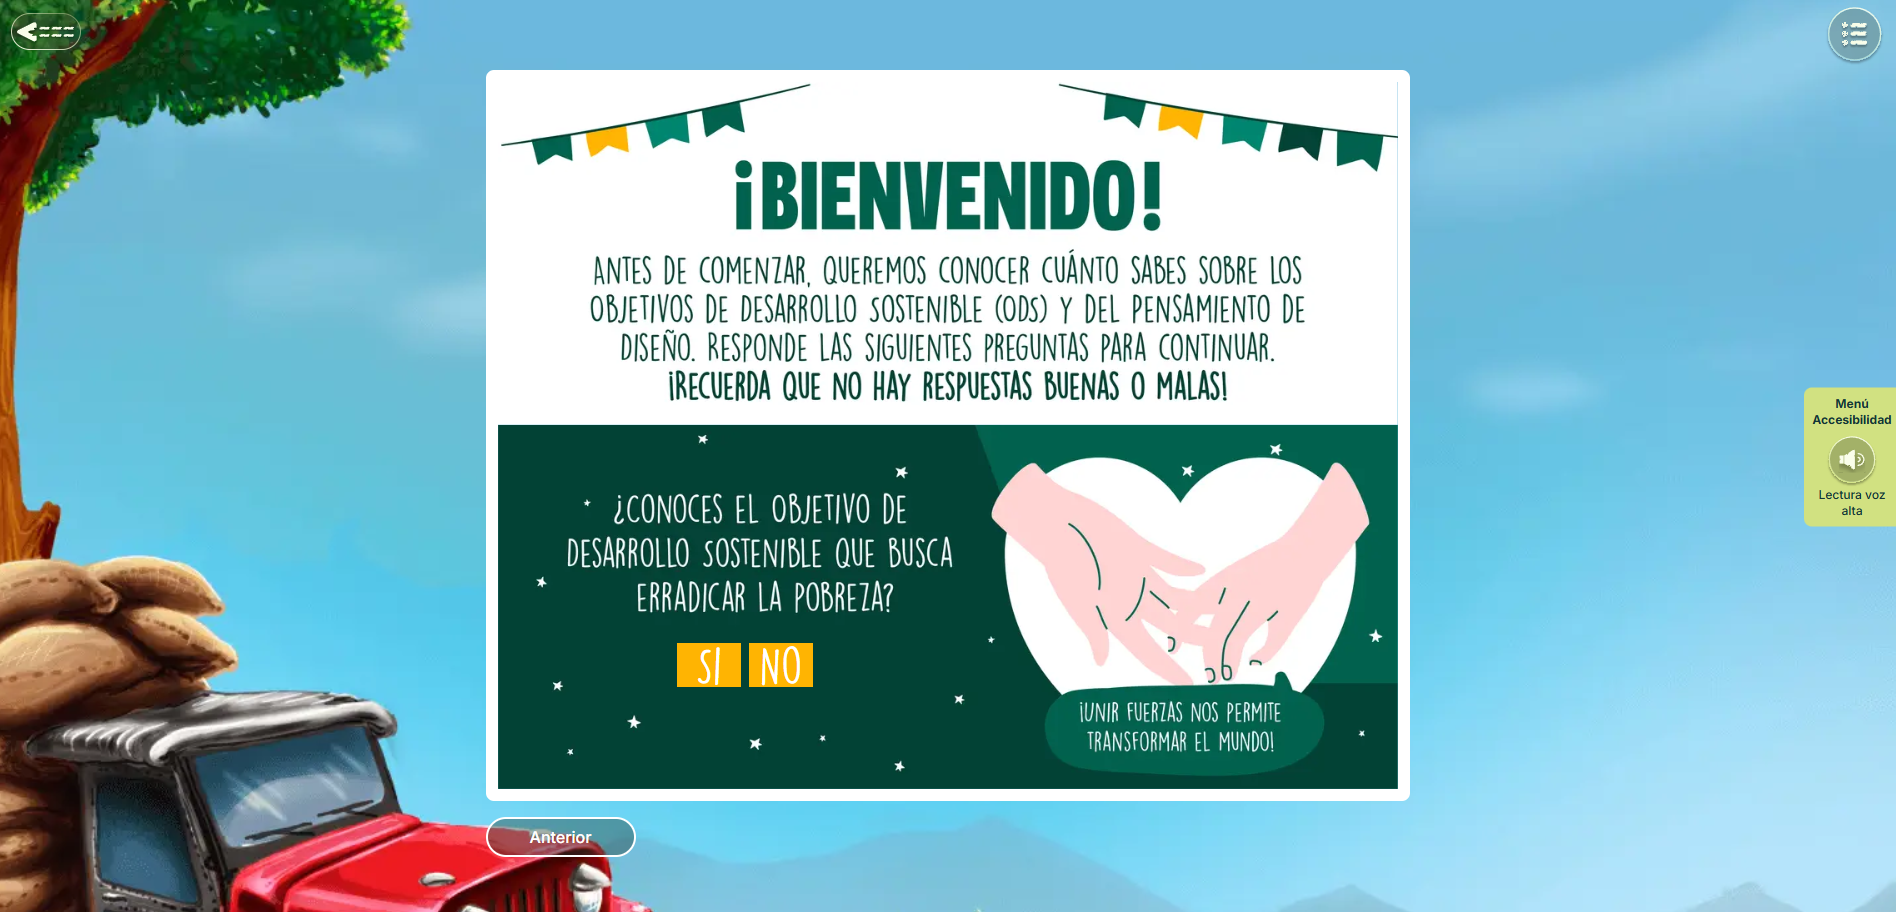 ¡BIENVENIDO!
ANTES DE COMENZAR, QUEREMOS CONOCER CUÁNTO SABES SOBRE LOS
OBJETIVOS DE DESARROLLO SOSTENIBLE (ODS) Y DEL PENSAMIENTO DE
DISEÑO. RESPONDE LAS SIGUIENTES PREGUNTAS PARA CONTINUAR.
¡RECUERDA QUE NO HAY RESPUESTAS BUENAS O MALAS!
¿CONOCES EL OBJETIVO DE
DESARROLLO SOSTENIBLE QUE BUSCA
ERRADICAR LA POBREZA?
SI NO
¡UNIR FUERZAS NOS PERMITE
TRANSFORMAR EL MUNDO!
Menú
Accesibilidad
Lectura voz
alta
Anterior